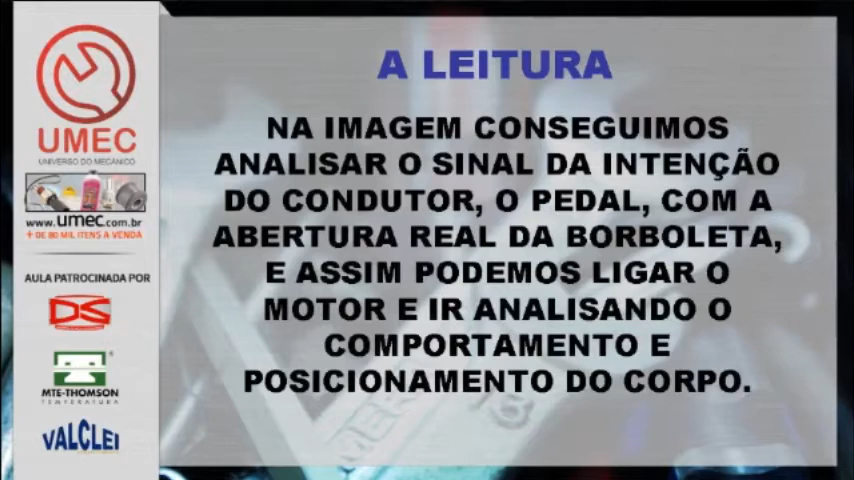 UMEC
UNIVERSO DO MECÂNICO
www.umec.com.br
+ DE 80 MIL ITENS A VENDA
AULA PATROCINADA POR
DS
MTE-THOMSON
TEMPERATURA
VALCLEI
A LEITURA
NA IMAGEM CONSEGUIMOS
ANALISAR O SINAL DA INTENÇÃO
DO CONDUTOR, O PEDAL, COM A
ABERTURA REAL DA BORBOLETA,
E ASSIM PODEMOS LIGAR O
MOTOR E IR ANALISANDO O
COMPORTAMENTO E
POSICIONAMENTO DO CORPO.